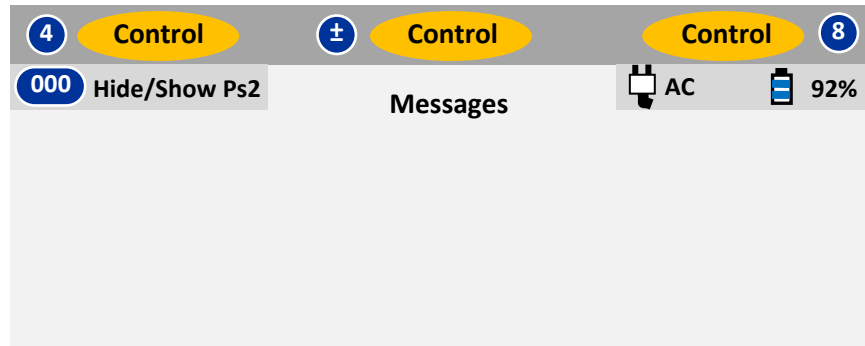 4 Control ± Control Control 8
000 Hide/Show Ps2 AC 92%
Messages